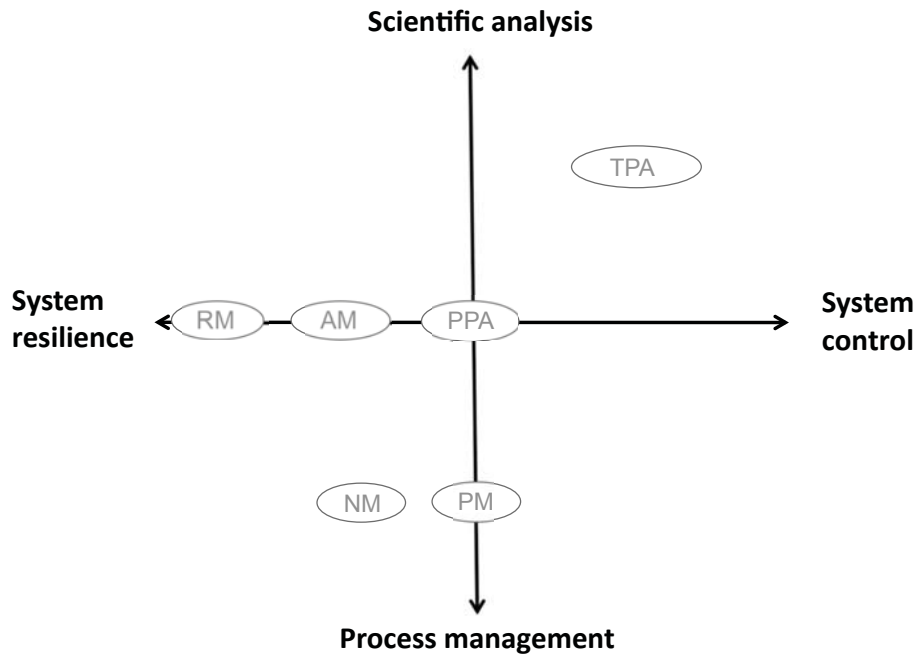 Scientific analysis
TPA
System
resilience
RM
AM
PPA
System
control
NM
PM
Process management